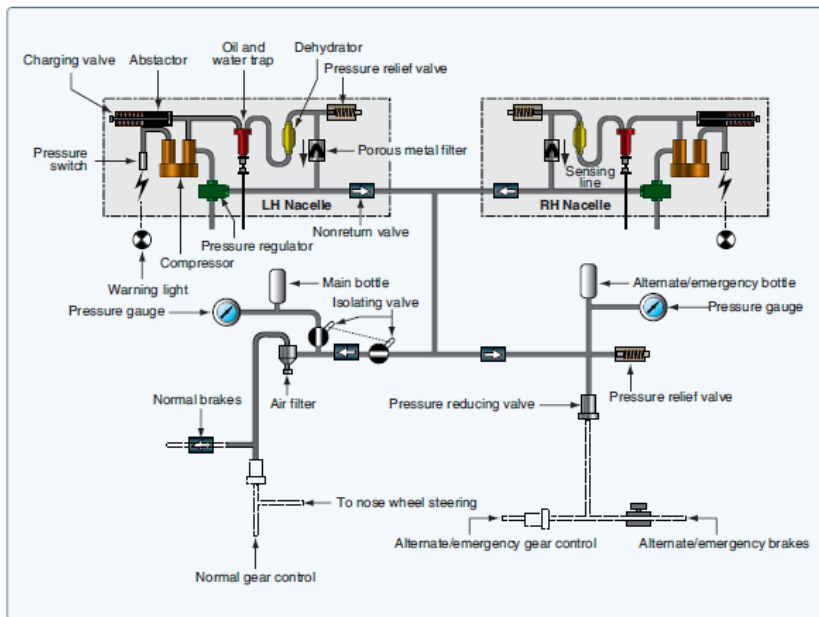 Oil and
water trap
Dehydrator
Charging valve
Abstactor
Pressure relief valve
Pressure
switch
Porous metal filter
Sensing
line
LH Nacelle
RH Nacelle
Pressure regulator
Nonreturn valve
Compressor
Warning light
Main bottle
Alternate/emergency bottle
Pressure gauge
Isolating valve
Pressure gauge
Normal brakes
Air filter
Pressure reducing valve
Pressure relief valve
To nose wheel steering
Alternate/emergency gear control
Alternate/emergency brakes
Normal gear control